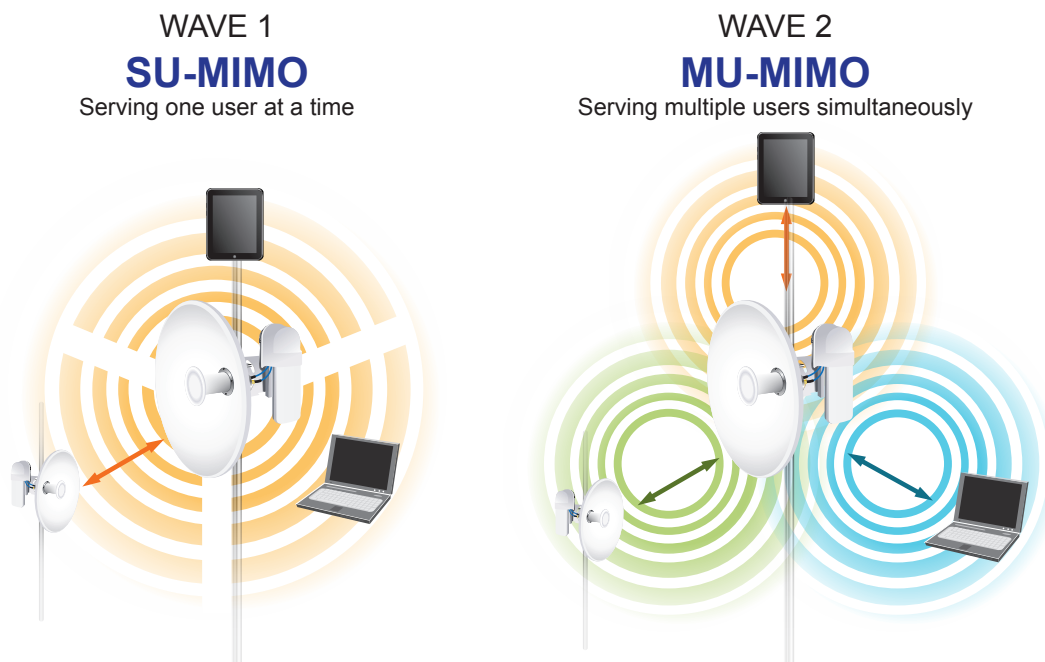 WAVE 1
SU-MIMO
Serving one user at a time
WAVE 2
MU-MIMO
Serving multiple users simultaneously